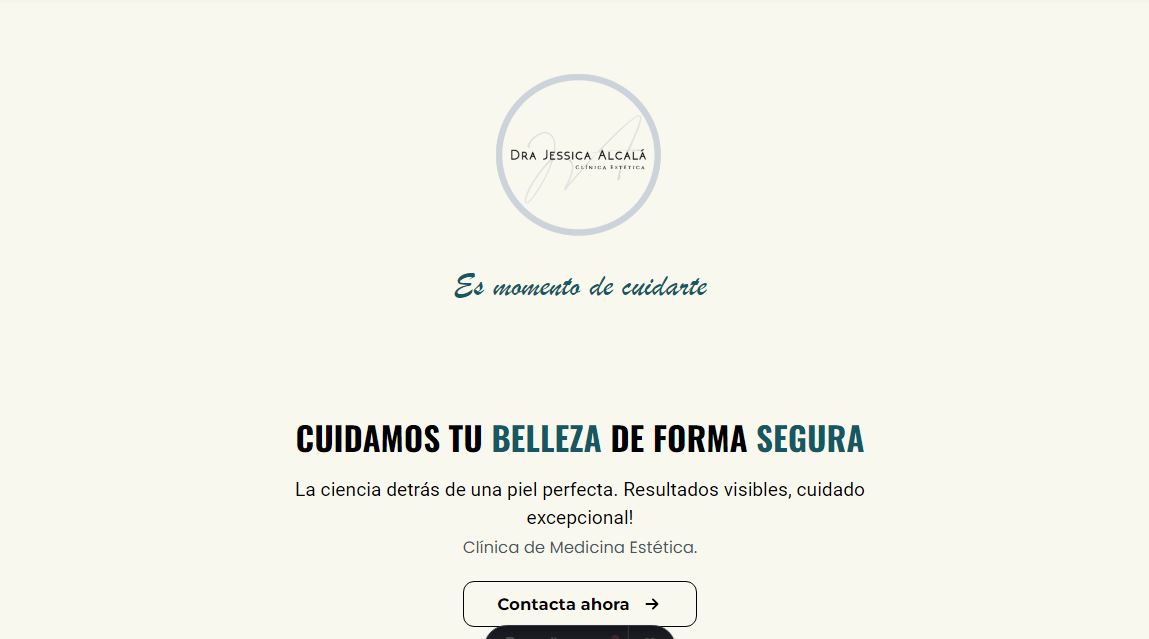 DRA JESSICA ALCALÁ
CLÍNICA ESTÉTICA
Es momento de cuidarte
CUIDAMOS TU BELLEZA DE FORMA SEGURA
La ciencia detrás de una piel perfecta. Resultados visibles, cuidado
excepcional!
Clínica de Medicina Estética.
Contacta ahora →